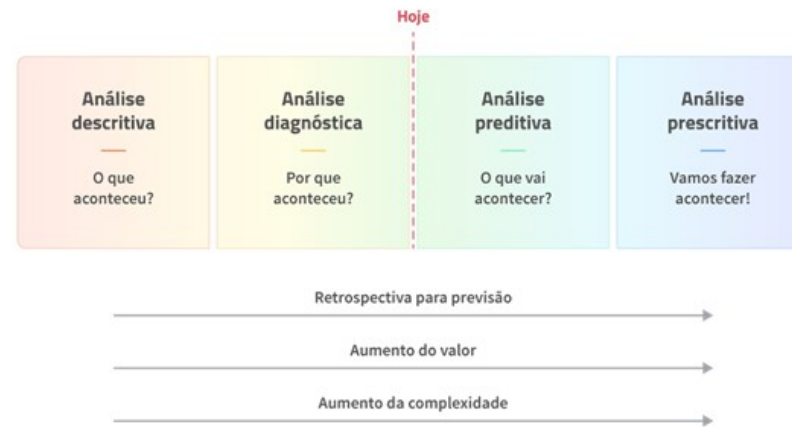 Hoje
Análise
descritiva
O que
aconteceu?
Análise
diagnóstica
Por que
aconteceu?
Análise
preditiva
O que vai
acontecer?
Análise
prescritiva
Vamos fazer
acontecer!
Retrospectiva para previsão
Aumento do valor
Aumento da complexidade